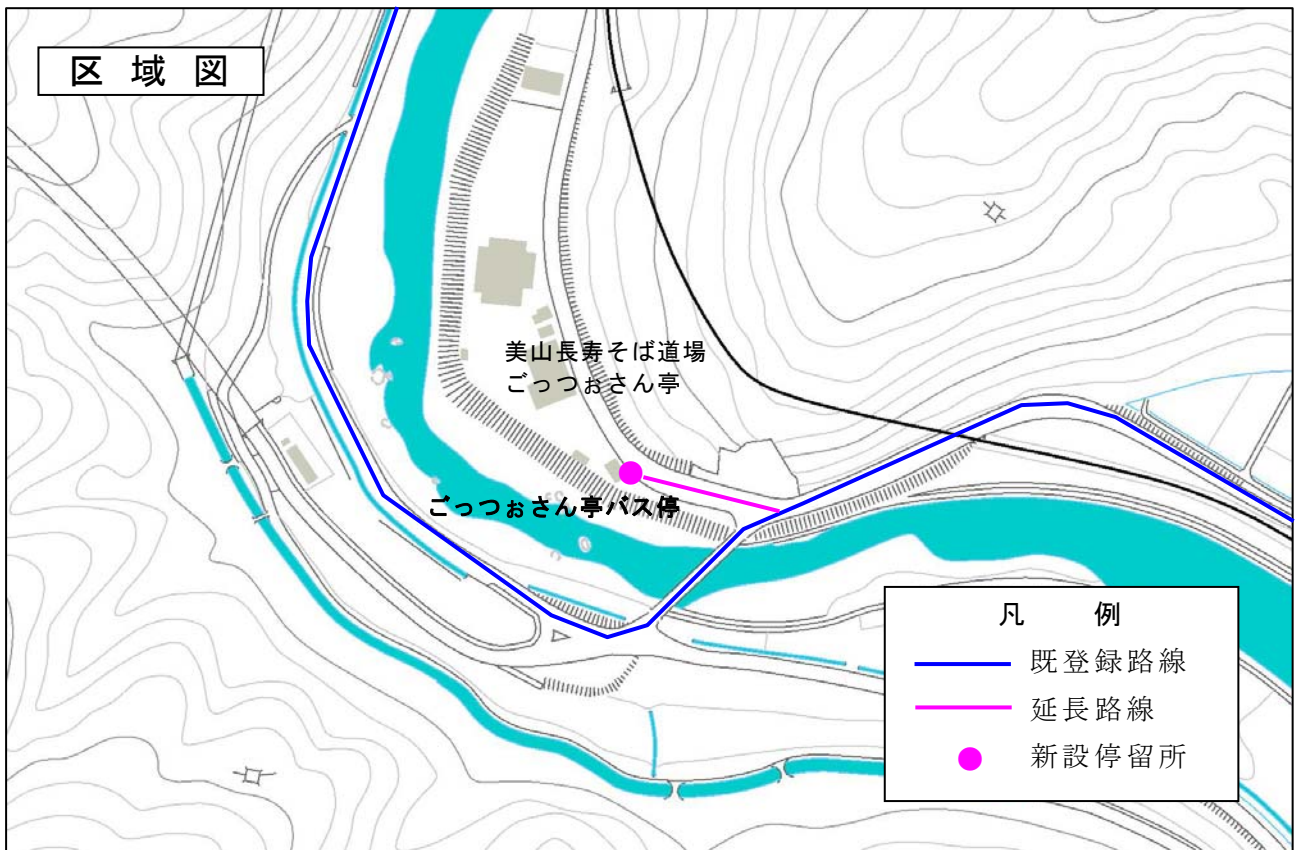 区 域 図
美山長寿そば道場
ごっつぉさん亭
ごっつぉさん亭バス停
凡 例
既登録路線
延長路線
新設停留所